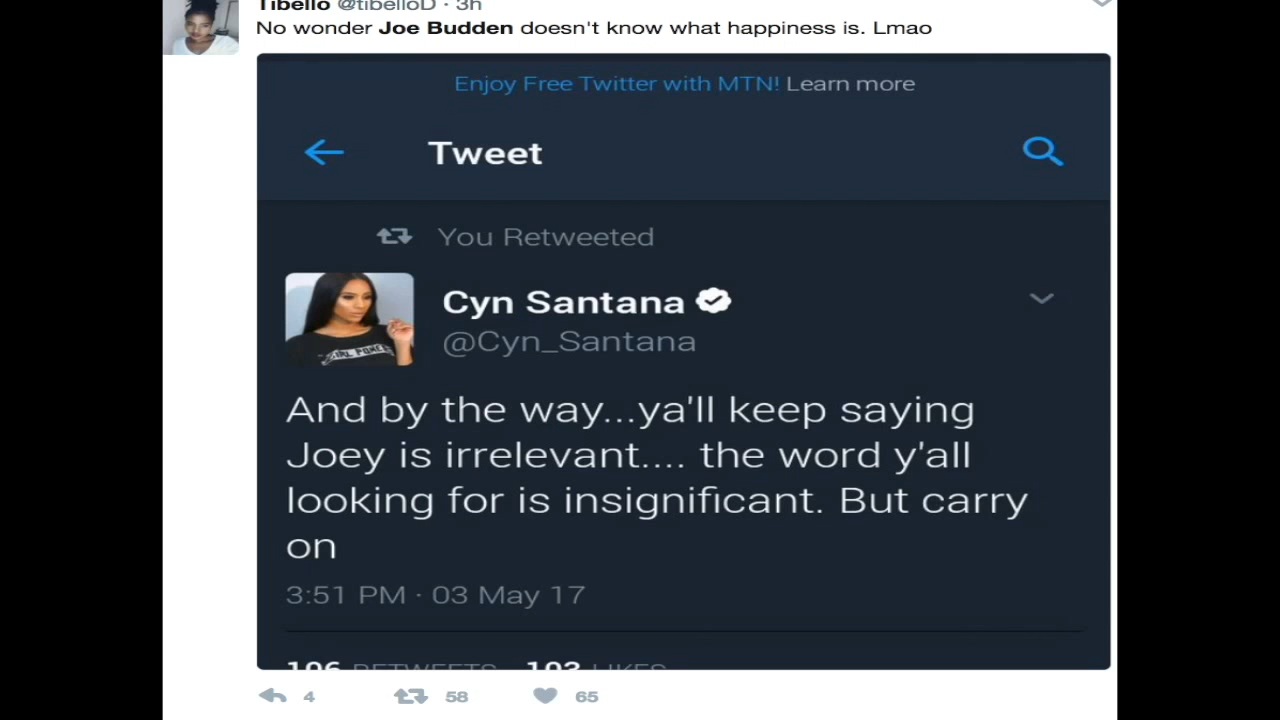 Tibello @tibelloD · 3h
No wonder Joe Budden doesn't know what happiness is. Lmao
Enjoy Free Twitter with MTN! Learn more
Tweet
You Retweeted
GIRL POWER
Cyn Santana
@Cyn_Santana
And by the way...ya'll keep saying
Joey is irrelevant.... the word y'all
looking for is insignificant. But carry
on
3:51 PM · 03 May 17
106 RETWEETS 103 LIKES
4 58 65